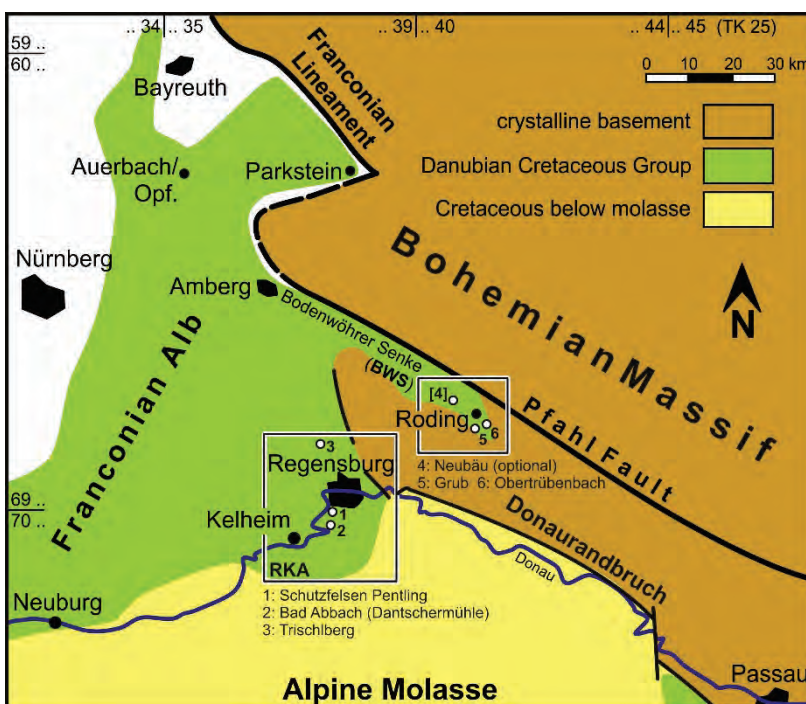 .. 34 | 35 ..
.. 39 | 40 ..
.. 44 | 45 .. (TK 25)
59 ..
60 ..
0 10 20 30 km
Bayreuth
Franconian
Lineament
crystalline basement
Danubian Cretaceous Group
Cretaceous below molasse
Auerbach/
Opf.
Parkstein
Nürnberg
Amberg
Bohemian Massif
N
Franconian Alb
Bodenwöhrer Senke
(BWS)
[4]
Roding
5
6
Pfahl Fault
4: Neubäu (optional)
5: Grub 6: Obertrübenbach
3
Regensburg
69 ..
70 ..
1
2
Kelheim
RKA
Donaurandbruch
Donau
1: Schutzfelsen Pentling
2: Bad Abbach (Dantschermühle)
3: Trischlberg
Neuburg
Alpine Molasse
Passau